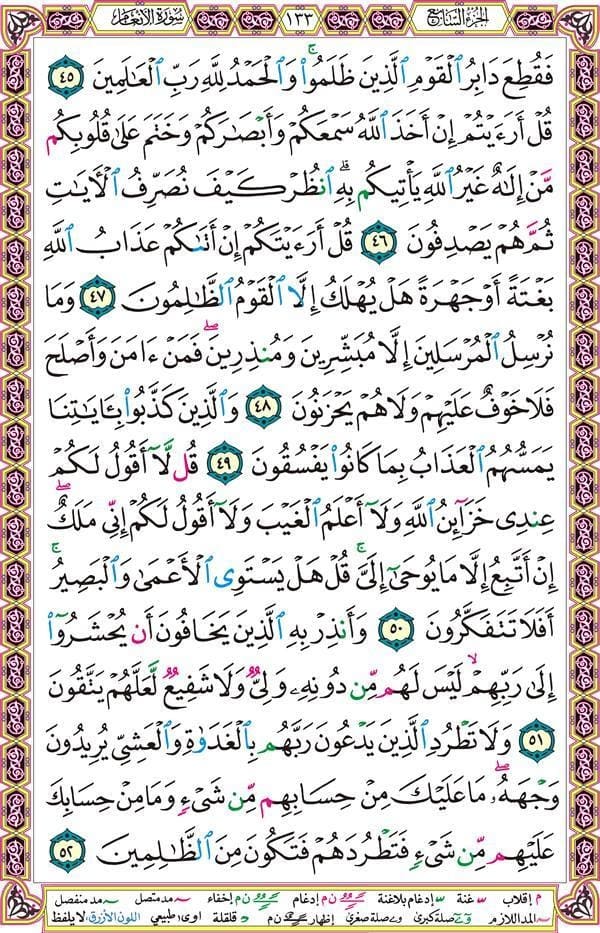 الجزء السابع
١٣٣
سورة الأنعام
فَقُطِعَ دَابِرُ ٱلْقَوْمِ ٱلَّذِينَ ظَلَمُوا۟ ۚ وَٱلْحَمْدُ لِلَّهِ رَبِّ ٱلْعَـٰلَمِينَ ٤٥
قُلْ أَرَءَيْتُمْ إِنْ أَخَذَ ٱللَّهُ سَمْعَكُمْ وَأَبْصَـٰرَكُمْ وَخَتَمَ عَلَىٰ قُلُوبِكُم
مَّنْ إِلَـٰهٌ غَيْرُ ٱللَّهِ يَأْتِيكُم بِهِ ۗ ٱنظُرْ كَيْفَ نُصَرِّفُ ٱلْـَٔايَـٰتِ
ثُمَّ هُمْ يَصْدِفُونَ ٤٦ قُلْ أَرَءَيْتَكُمْ إِنْ أَتَىٰكُمْ عَذَابُ ٱللَّهِ
بَغْتَةً أَوْ جَهْرَةً هَلْ يُهْلَكُ إِلَّا ٱلْقَوْمُ ٱلظَّـٰلِمُونَ ٤٧ وَمَا
نُرْسِلُ ٱلْمُرْسَلِينَ إِلَّا مُبَشِّرِينَ وَمُنذِرِينَ ۖ فَمَنْ ءَامَنَ وَأَصْلَحَ
فَلَا خَوْفٌ عَلَيْهِمْ وَلَا هُمْ يَحْزَنُونَ ٤٨ وَٱلَّذِينَ كَذَّبُوا۟ بِـَٔايَـٰتِنَا
يَمَسُّهُمُ ٱلْعَذَابُ بِمَا كَانُوا۟ يَفْسُقُونَ ٤٩ قُل لَّآ أَقُولُ لَكُمْ
عِندِى خَزَآئِنُ ٱللَّهِ وَلَآ أَعْلَمُ ٱلْغَيْبَ وَلَآ أَقُولُ لَكُمْ إِنِّى مَلَكٌ ۖ
إِنْ أَتَّبِعُ إِلَّا مَا يُوحَىٰٓ إِلَىَّ ۚ قُلْ هَلْ يَسْتَوِى ٱلْأَعْمَىٰ وَٱلْبَصِيرُ ۚ
أَفَلَا تَتَفَكَّرُونَ ٥٠ وَأَنذِرْ بِهِ ٱلَّذِينَ يَخَافُونَ أَن يُحْشَرُوٓا۟
إِلَىٰ رَبِّهِمْ ۙ لَيْسَ لَهُم مِّن دُونِهِۦ وَلِىٌّ وَلَا شَفِيعٌ لَّعَلَّهُمْ يَتَّقُونَ
٥١ وَلَا تَطْرُدِ ٱلَّذِينَ يَدْعُونَ رَبَّهُم بِٱلْغَدَوٰةِ وَٱلْعَشِىِّ يُرِيدُونَ
وَجْهَهُۥ ۖ مَا عَلَيْكَ مِنْ حِسَابِهِم مِّن شَىْءٍ وَمَا مِنْ حِسَابِكَ
عَلَيْهِم مِّن شَىْءٍ فَتَطْرُدَهُمْ فَتَكُونَ مِنَ ٱلظَّـٰلِمِينَ ٥٢
م إقلاب غنة إدغام بلاغنة ن م إدغام ن م إخفاء مد متصل مد منفصل
المد اللازم صلة كبرى صلة صغرى إظهار ن م قلقلة اوى طبيعي اللون الأزرق لا يلفظ